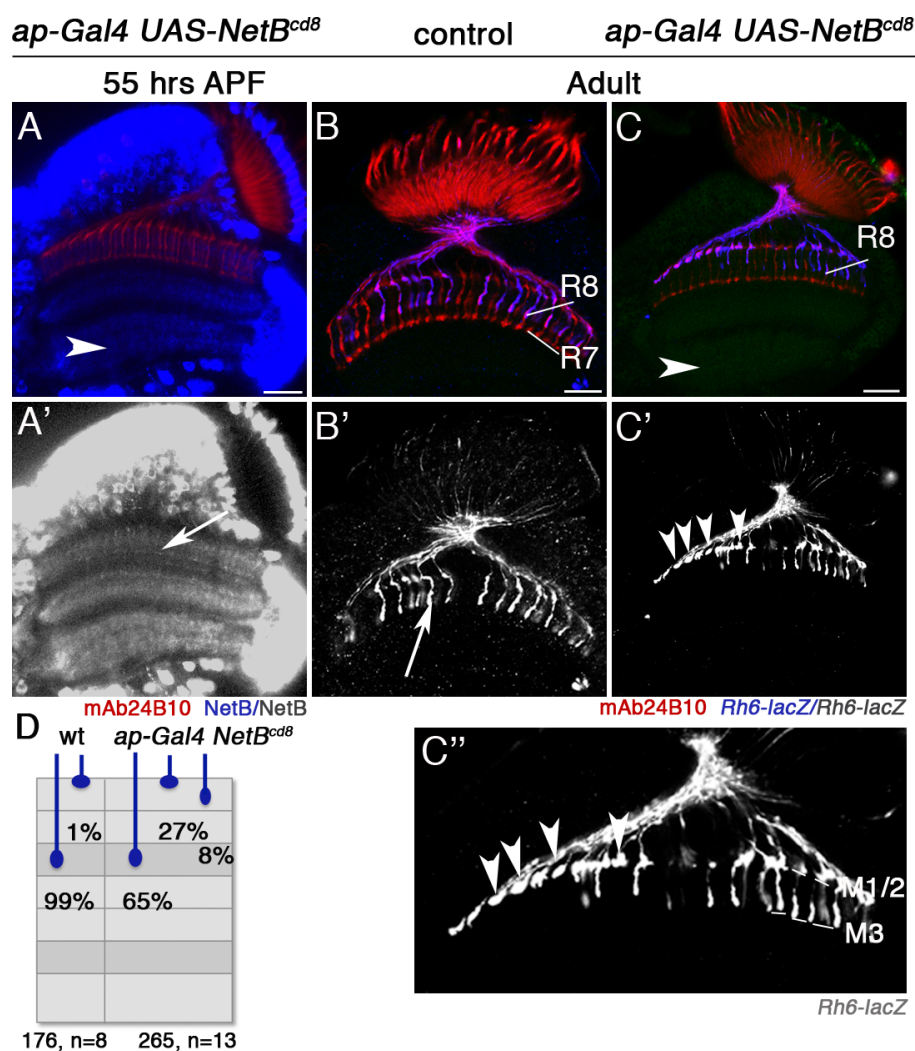 ap-Gal4 UAS-NetBcd8 control ap-Gal4 UAS-NetBcd8
55 hrs APF Adult
A B C
R8 R7
R8
A' B' C'
mAb24B10 NetB/NetB mAb24B10 Rh6-lacZ/Rh6-lacZ
D
wt ap-Gal4 NetBcd8
1% 27%
8%
99% 65%
176, n=8 265, n=13
C"
M1/2
M3
Rh6-lacZ